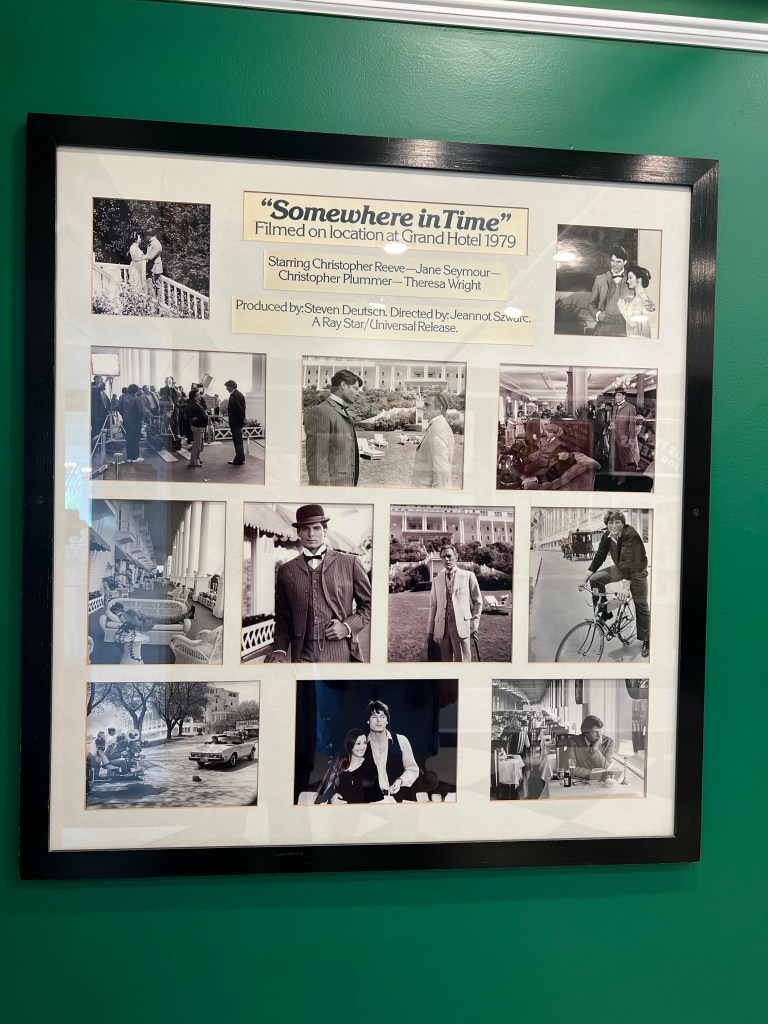 “Somewhere in Time”
Filmed on location at Grand Hotel 1979
Starring Christopher Reeve—Jane Seymour—
Christopher Plummer—Theresa Wright
Produced by: Steven Deutsch. Directed by: Jeannot Szwarc.
A Ray Star/Universal Release.